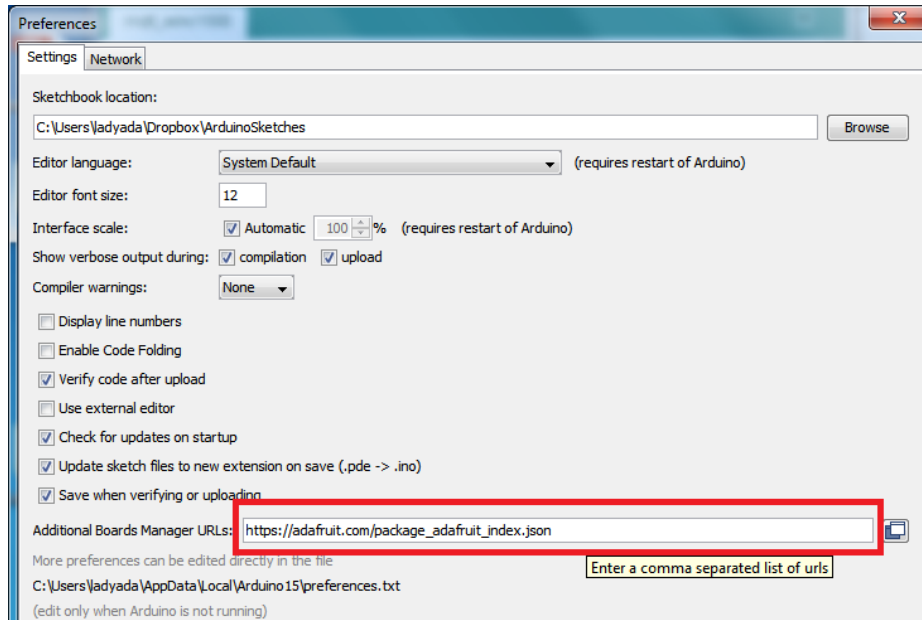 Preferences
Settings Network
Sketchbook location:
C:\Users\ladyada\Dropbox\ArduinoSketches Browse
Editor language: System Default (requires restart of Arduino)
Editor font size: 12
Interface scale: Automatic 100 % (requires restart of Arduino)
Show verbose output during: compilation upload
Compiler warnings: None
Display line numbers
Enable Code Folding
Verify code after upload
Use external editor
Check for updates on startup
Update sketch files to new extension on save (.pde -> .ino)
Save when verifying or uploading
Additional Boards Manager URLs: https://adafruit.com/package_adafruit_index.json
More preferences can be edited directly in the file
Enter a comma separated list of urls
C:\Users\ladyada\AppData\Local\Arduino15\preferences.txt
(edit only when Arduino is not running)